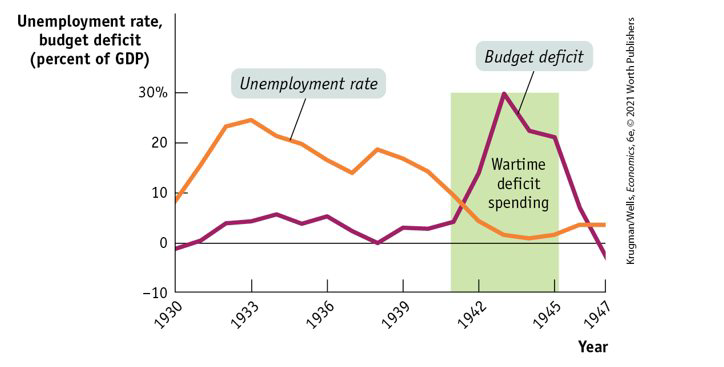 Unemployment rate,
budget deficit
(percent of GDP)
Budget deficit
Unemployment rate
30%
20
10
0
–10
Wartime
deficit
spending
1930
1933
1936
1939
1942
1945
1947
Year
Krugman/Wells, Economics, 6e, © 2021 Worth Publishers